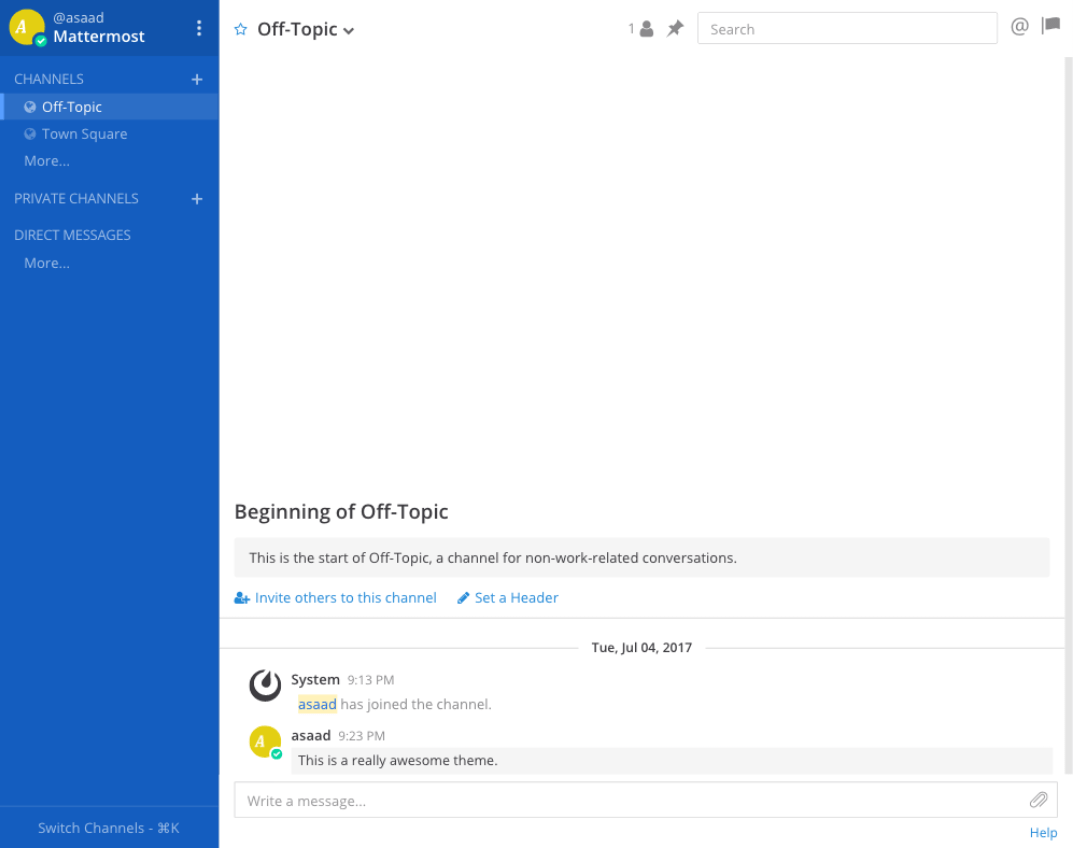 A
@asaad
Mattermost
CHANNELS +
Off-Topic
Town Square
More...
PRIVATE CHANNELS +
DIRECT MESSAGES
More...
Switch Channels - ⌘K
Off-Topic
1
Search
@
Beginning of Off-Topic
This is the start of Off-Topic, a channel for non-work-related conversations.
Invite others to this channel Set a Header
Tue, Jul 04, 2017
System 9:13 PM
asaad has joined the channel.
A
asaad 9:23 PM
This is a really awesome theme.
Write a message...
Help